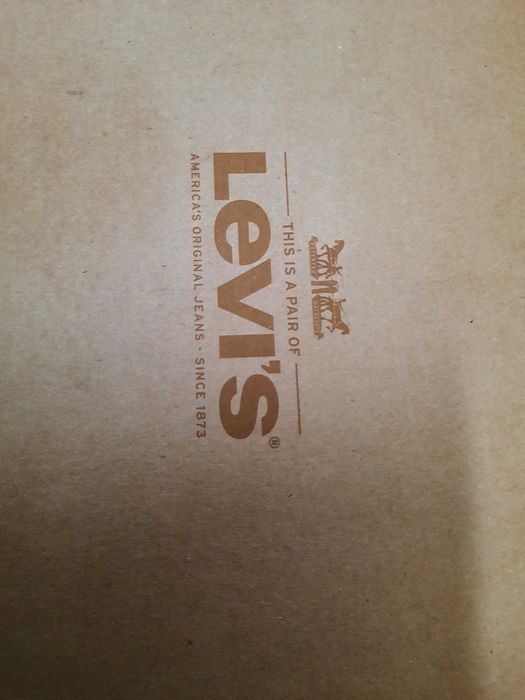 THIS IS A PAIR OF
Levi's®
AMERICA'S ORIGINAL JEANS - SINCE 1873